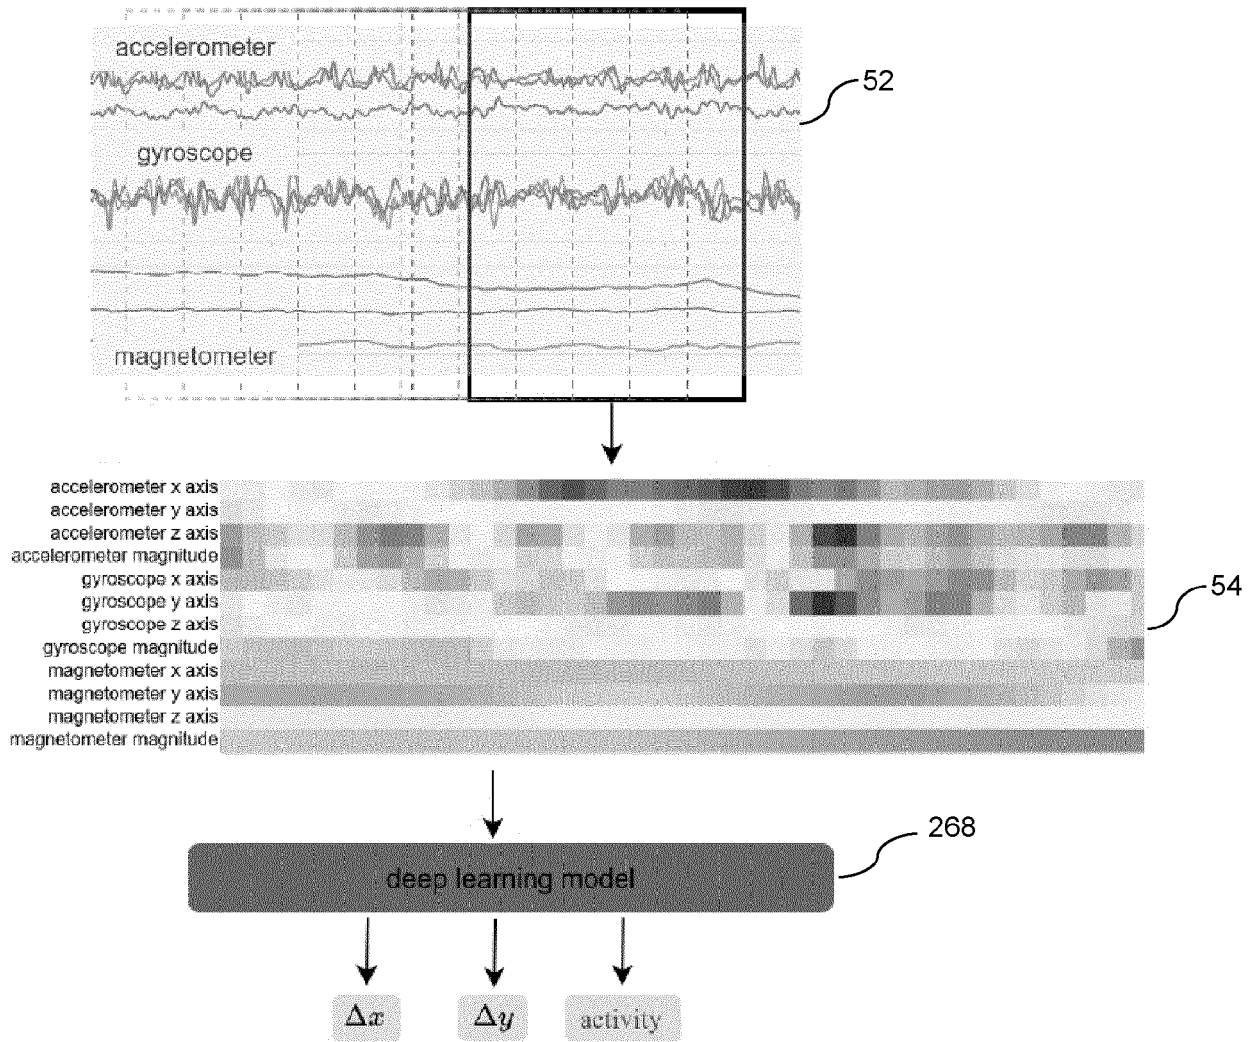 accelerometer
52
gyroscope
magnetometer
accelerometer x axis
accelerometer y axis
accelerometer z axis
accelerometer magnitude
gyroscope x axis
gyroscope y axis
54
gyroscope z axis
gyroscope magnitude
magnetometer x axis
magnetometer y axis
magnetometer z axis
magnetometer magnitude
268
deep learning model
Δx Δy activity